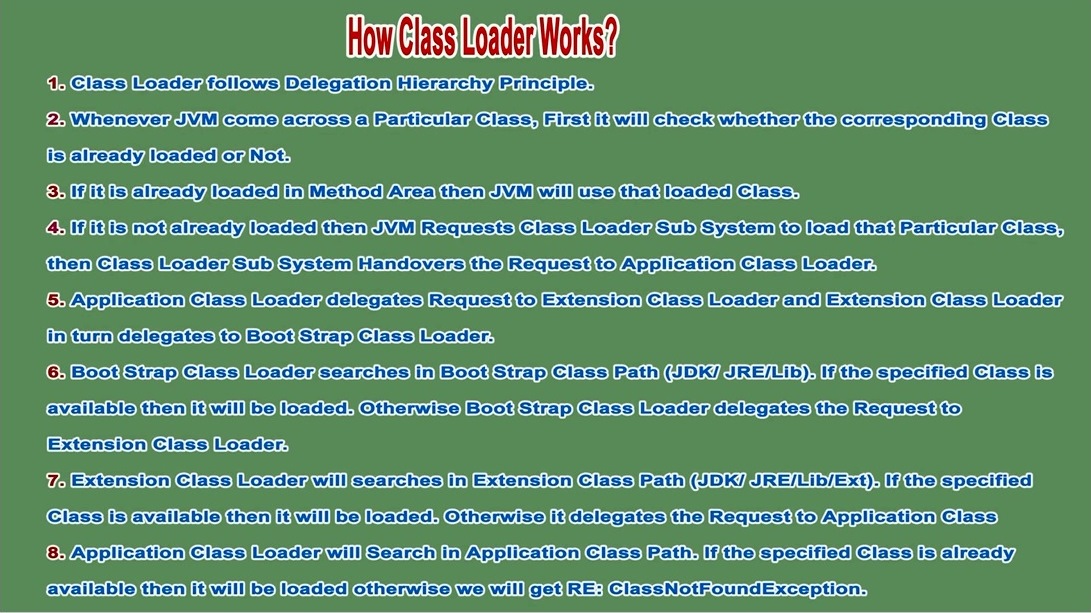 How Class Loader Works?
1. Class Loader follows Delegation Hierarchy Principle.
2. Whenever JVM come across a Particular Class, First it will check whether the corresponding Class
is already loaded or Not.
3. If it is already loaded in Method Area then JVM will use that loaded Class.
4. If it is not already loaded then JVM Requests Class Loader Sub System to load that Particular Class,
then Class Loader Sub System Handovers the Request to Application Class Loader.
5. Application Class Loader delegates Request to Extension Class Loader and Extension Class Loader
in turn delegates to Boot Strap Class Loader.
6. Boot Strap Class Loader searches in Boot Strap Class Path (JDK/ JRE/Lib). If the specified Class is
available then it will be loaded. Otherwise Boot Strap Class Loader delegates the Request to
Extension Class Loader.
7. Extension Class Loader will searches in Extension Class Path (JDK/ JRE/Lib/Ext). If the specified
Class is available then it will be loaded. Otherwise it delegates the Request to Application Class
8. Application Class Loader will Search in Application Class Path. If the specified Class is already
available then it will be loaded otherwise we will get RE: ClassNotFoundException.